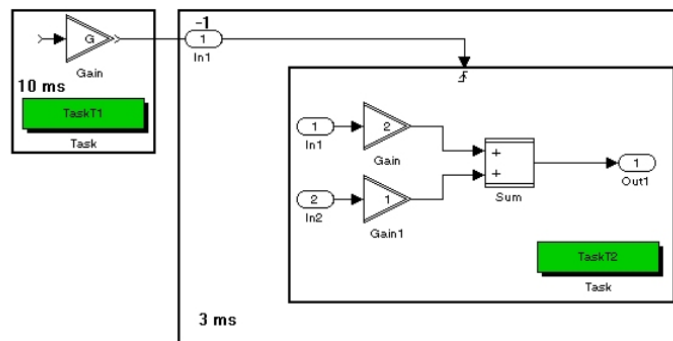 G
Gain
10 ms
TaskT1
Task
-1
1
In1
1
In1
2
Gain
2
In2
1
Gain1
+
+
Sum
1
Out1
TaskT2
Task
3 ms